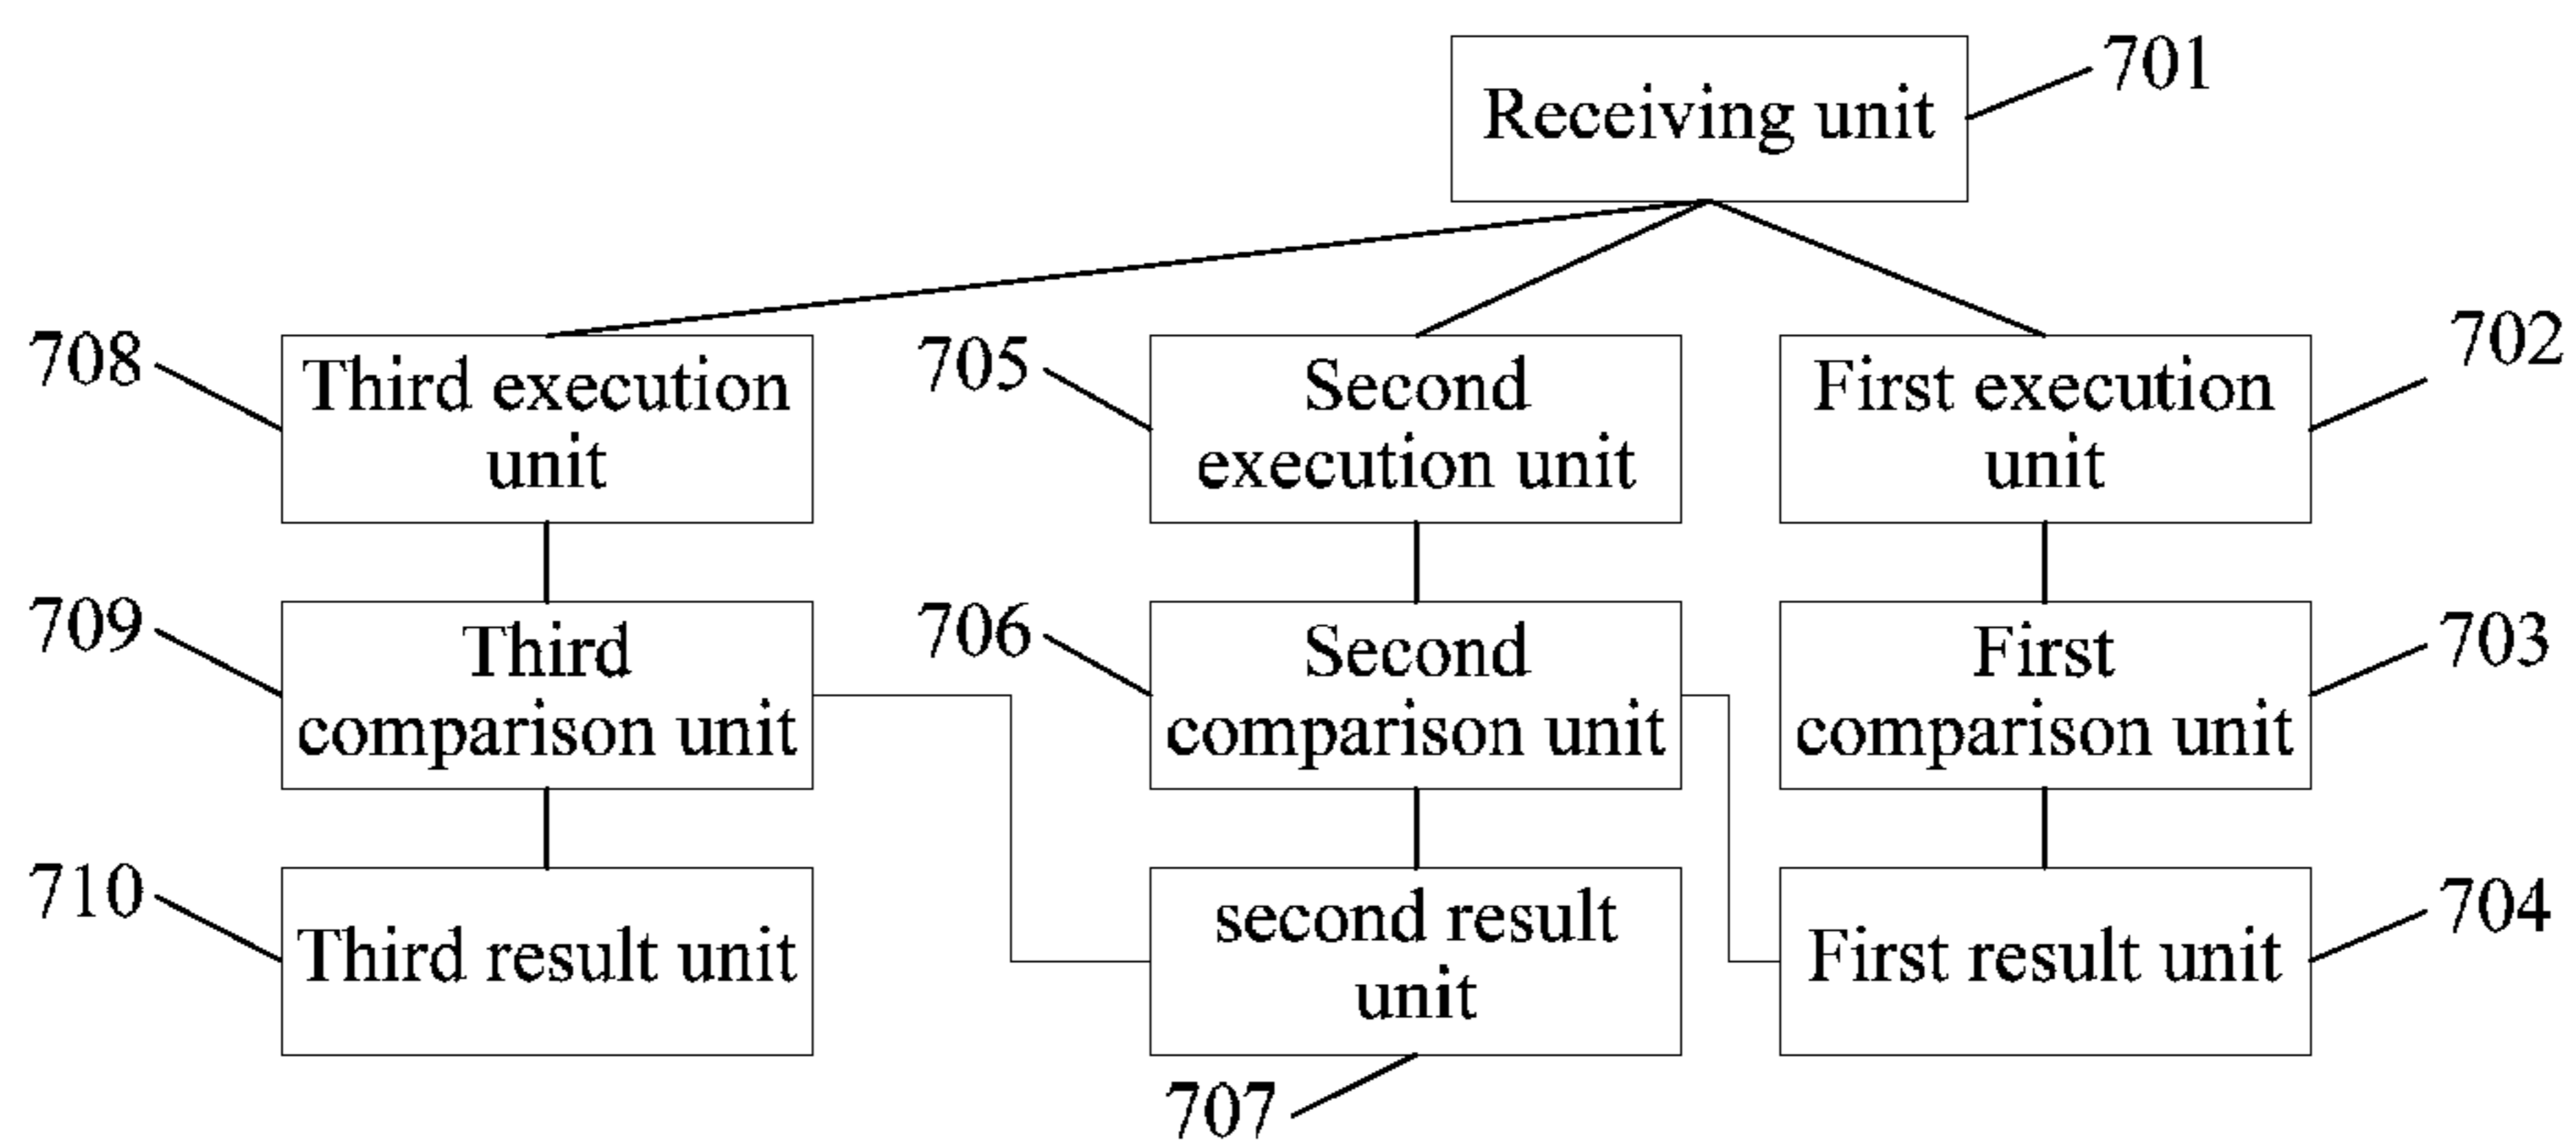 Receiving unit
701
708
Third execution
unit
705
Second
execution unit
First execution
unit
702
709
Third
comparison unit
706
Second
comparison unit
First
comparison unit
703
710
Third result unit
second result
unit
First result unit
704
707